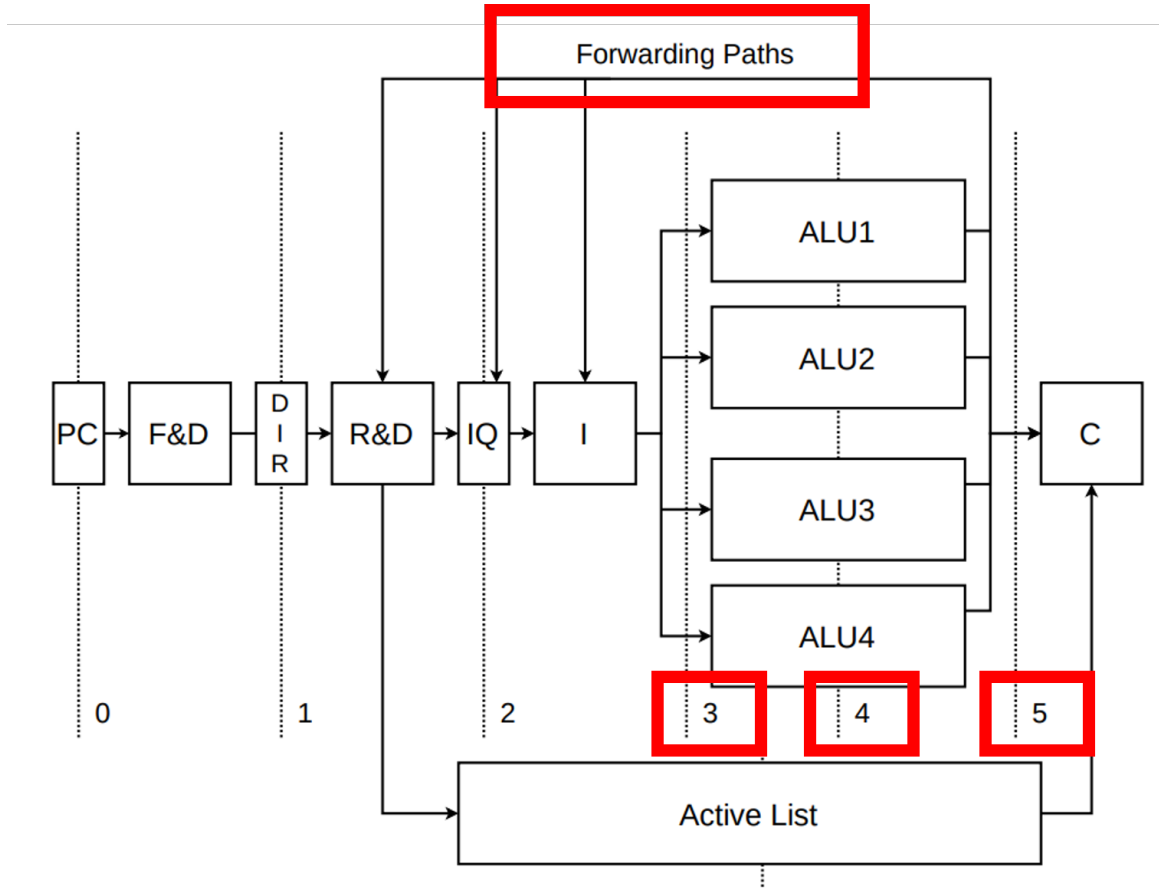 Forwarding Paths
ALU1
ALU2
PC
F&D
D
I
R
R&D
IQ
I
C
ALU3
ALU4
0
1
2
3
4
5
Active List